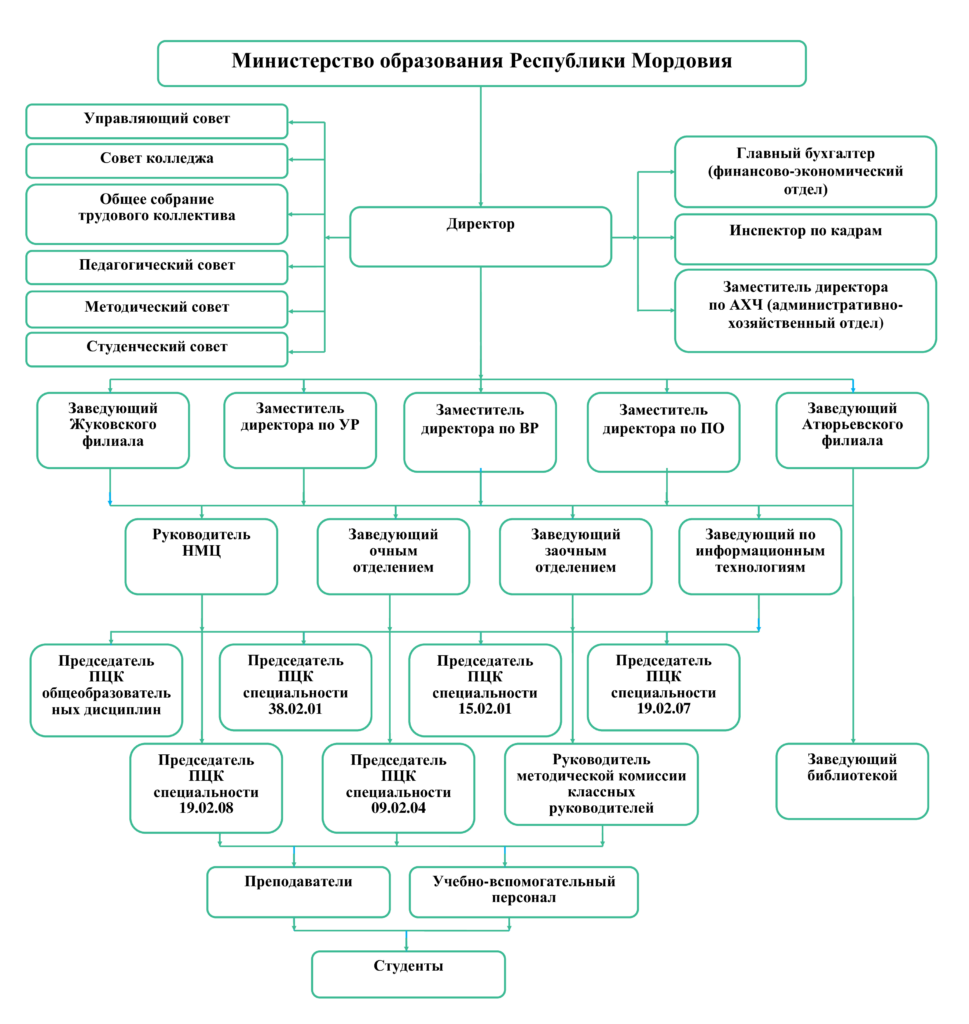 Министерство образования Республики Мордовия
Управляющий совет
Совет колледжа
Общее собрание
трудового коллектива
Педагогический совет
Методический совет
Студенческий совет
Директор
Главный бухгалтер
(финансово-экономический
отдел)
Инспектор по кадрам
Заместитель директора
по АХЧ (административно-
хозяйственный отдел)
Заведующий
Жуковского
филиала
Заместитель
директора по УР
Заместитель
директора по ВР
Заместитель
директора по ПО
Заведующий
Атюрьевского
филиала
Руководитель
НМЦ
Заведующий
очным
отделением
Заведующий
заочным
отделением
Заведующий по
информационным
технологиям
Председатель
ПЦК
общеобразователь
ных дисциплин
Председатель
ПЦК
специальности
38.02.01
Председатель
ПЦК
специальности
15.02.01
Председатель
ПЦК
специальности
19.02.07
Председатель
ПЦК
специальности
19.02.08
Председатель
ПЦК
специальности
09.02.04
Руководитель
методической комиссии
классных
руководителей
Заведующий
библиотекой
Преподаватели
Учебно-вспомогательный
персонал
Студенты